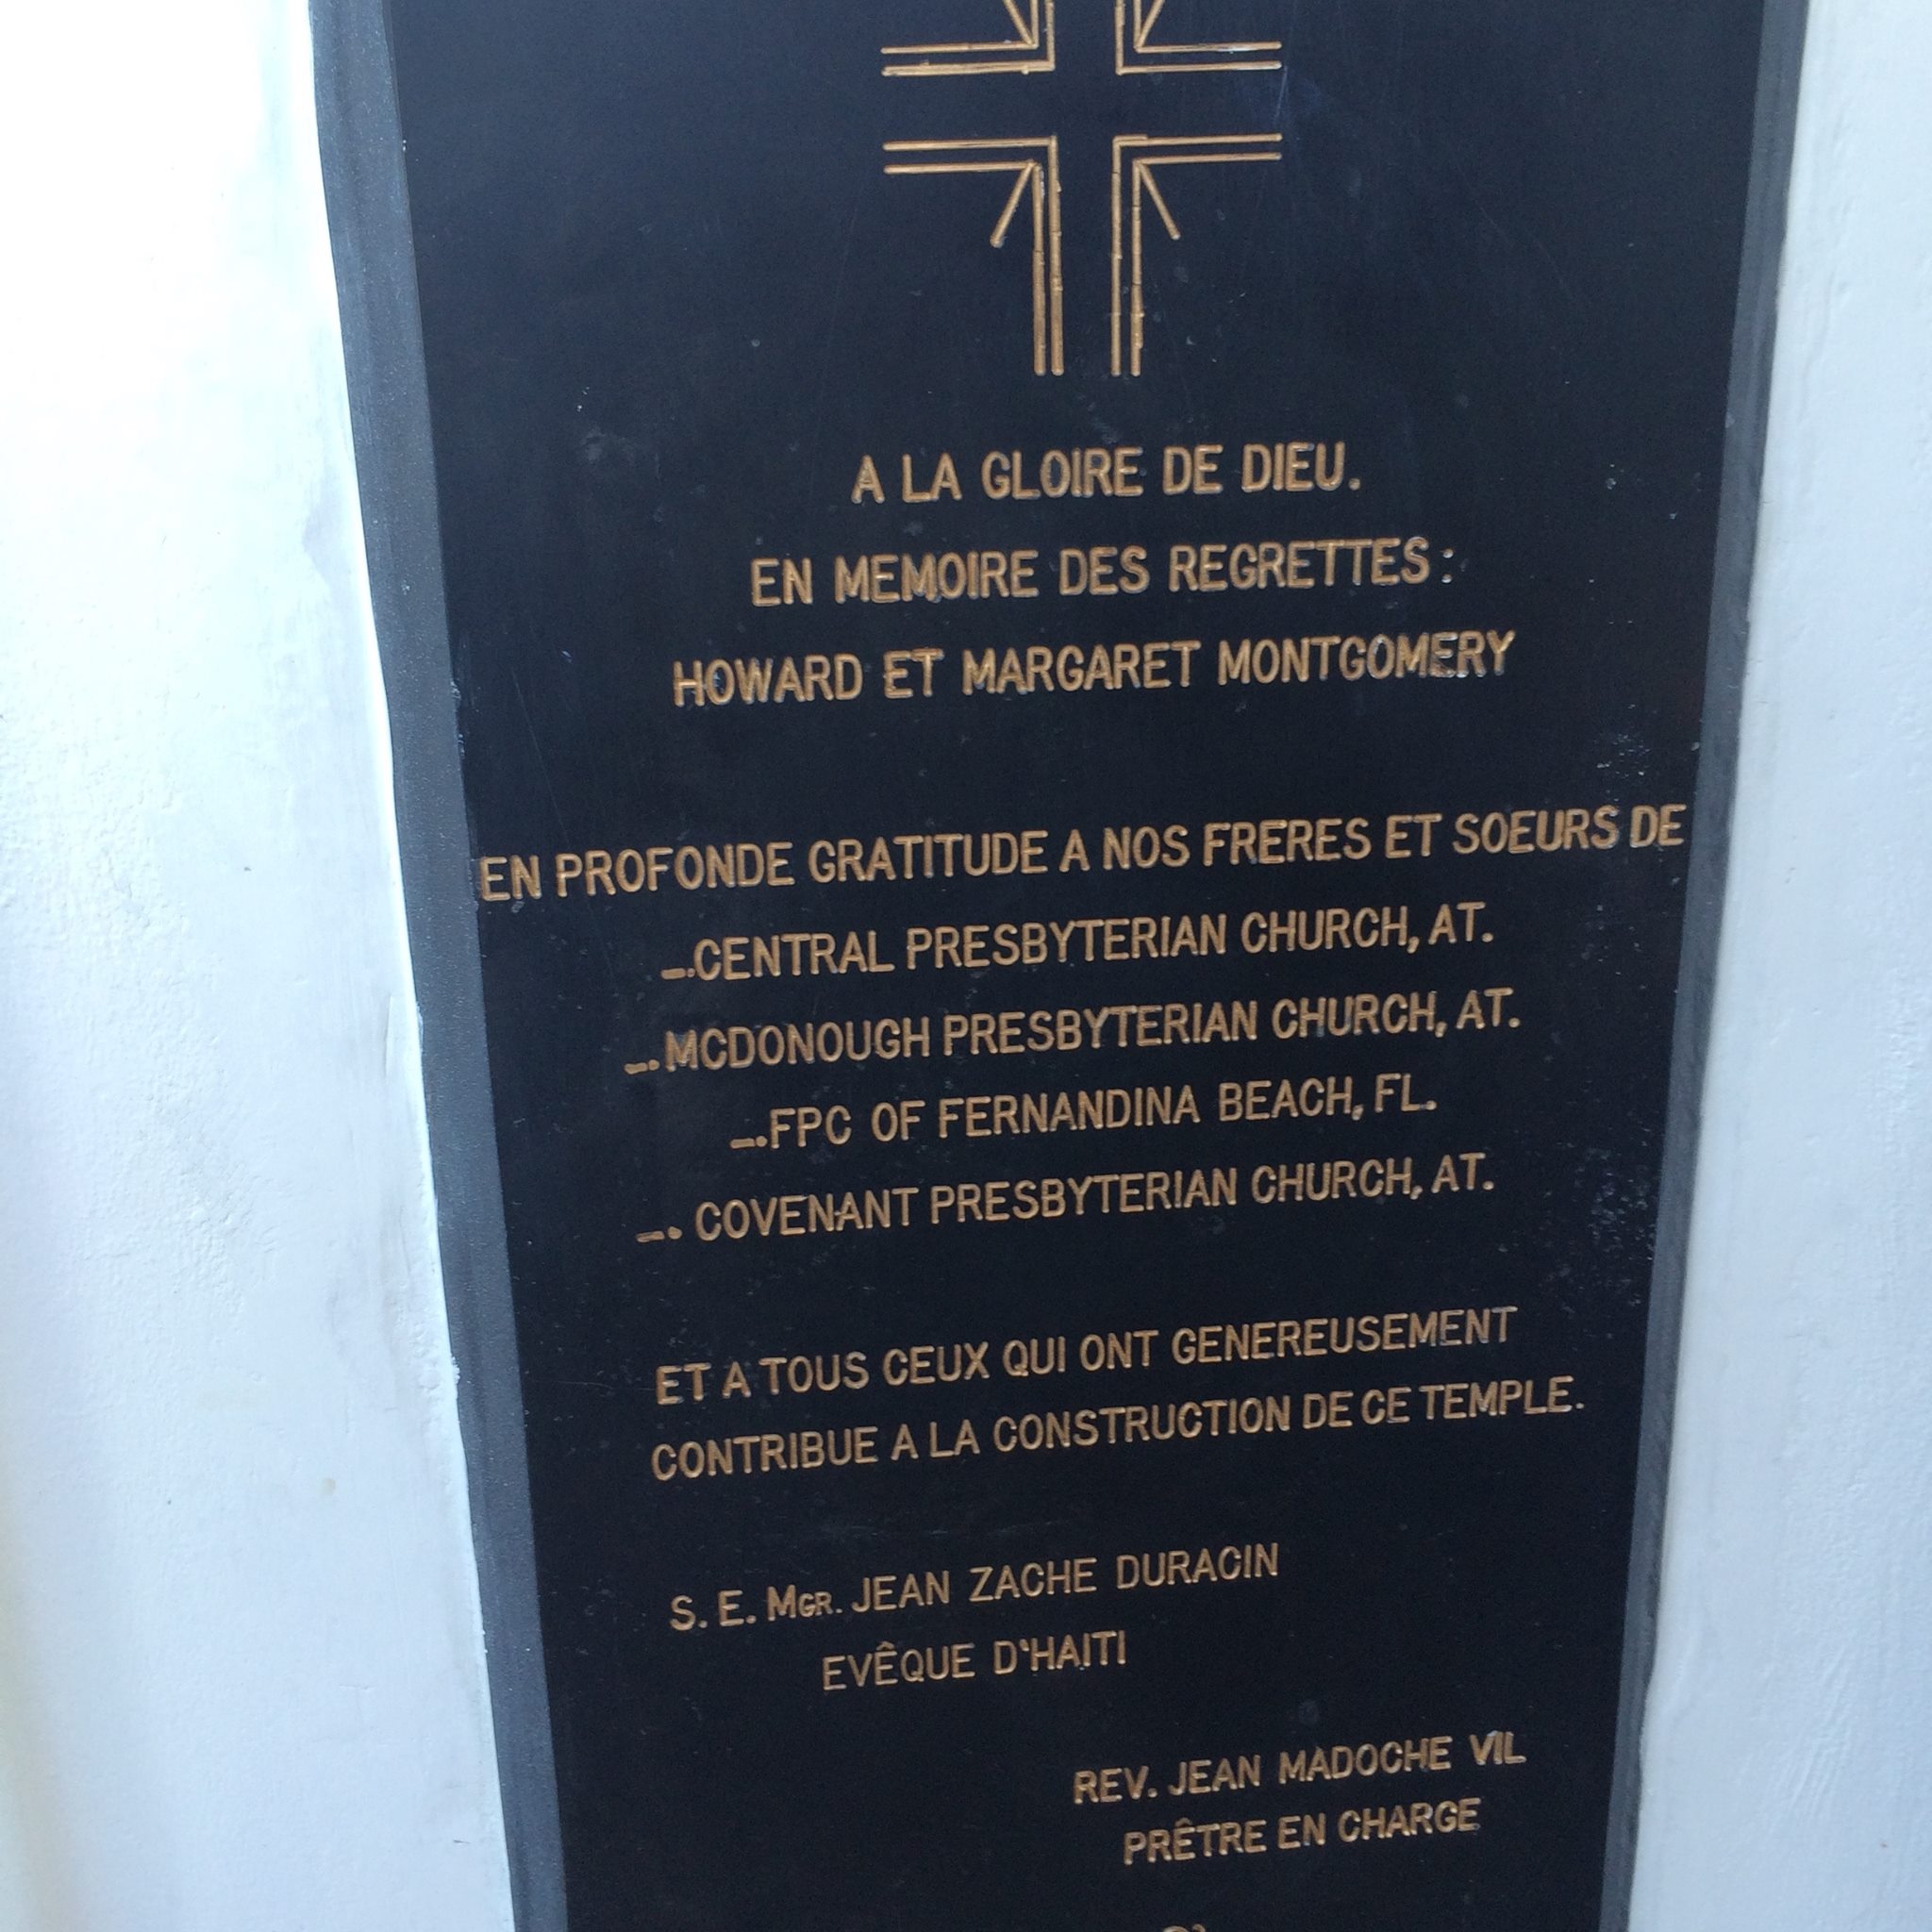 A LA GLOIRE DE DIEU.
EN MEMOIRE DES REGRETTES :
HOWARD ET MARGARET MONTGOMERY
EN PROFONDE GRATITUDE A NOS FRERES ET SOEURS DE
_.CENTRAL PRESBYTERIAN CHURCH, AT.
_.MCDONOUGH PRESBYTERIAN CHURCH, AT.
_.FPC OF FERNANDINA BEACH, FL.
_. COVENANT PRESBYTERIAN CHURCH, AT.
ET A TOUS CEUX QUI ONT GENEREUSEMENT
CONTRIBUE A LA CONSTRUCTION DE CE TEMPLE.
S. E. MGR. JEAN ZACHE DURACIN
EVÊQUE D'HAITI
REV. JEAN MADOCHE VIL
PRÊTRE EN CHARGE